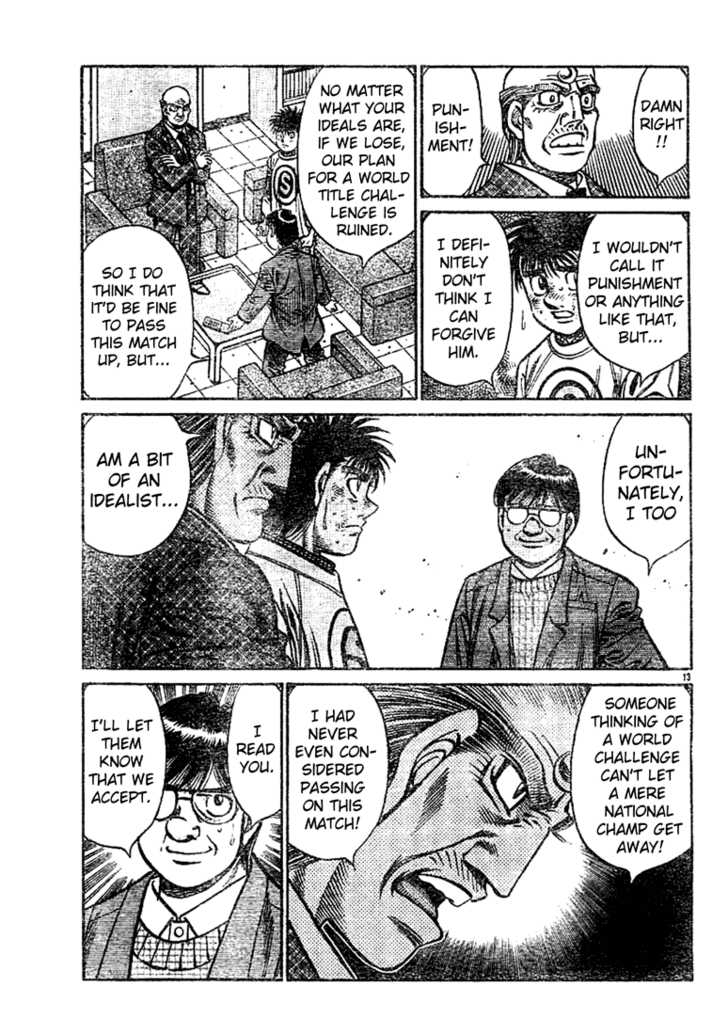 DAMN
RIGHT
!!
PUN-
ISH-
MENT!
I WOULDN'T
CALL IT
PUNISHMENT
OR ANYTHING
LIKE THAT,
BUT...
I DEFI-
NITELY
DON'T
THINK I
CAN
FORGIVE
HIM.
NO MATTER
WHAT YOUR
IDEALS ARE,
IF WE LOSE,
OUR PLAN
FOR A WORLD
TITLE CHAL-
LENGE IS
RUINED.
S
SO I DO
THINK THAT
IT'D BE FINE
TO PASS
THIS MATCH
UP, BUT...
UN-
FORTU-
NATELY,
I TOO
AM A BIT
OF AN
IDEALIST...
13
SOMEONE
THINKING OF
A WORLD
CHALLENGE
CAN'T LET
A MERE
NATIONAL
CHAMP GET
AWAY!
I HAD
NEVER
EVEN CON-
SIDERED
PASSING
ON THIS
MATCH!
I
READ
YOU.
I'LL LET
THEM
KNOW
THAT WE
ACCEPT.